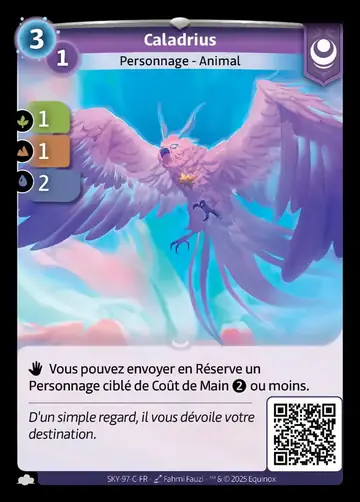 3
Caladrius
1
Personnage - Animal
1
1
2
Vous pouvez envoyer en Réserve un
Personnage ciblé de Coût de Main 2 ou moins.
D'un simple regard, il vous dévoile votre
destination.
SKY-97-C-FR - Fahmi Fauzi - ™ & © 2025 Equinox